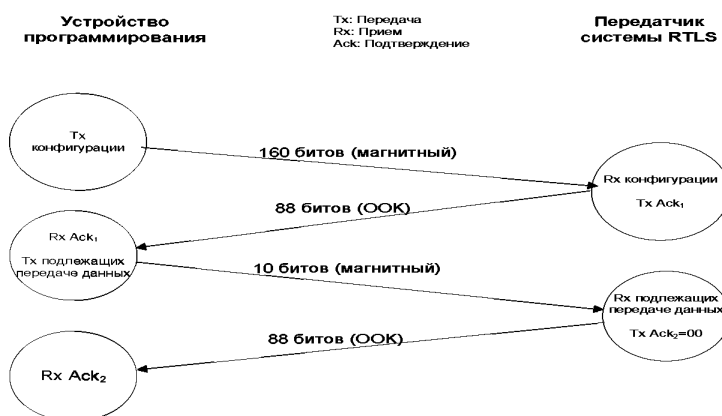 Устройство
программирования
Tx: Передача
Rx: Прием
Ack: Подтверждение
Передатчик
системы RTLS
Tx
конфигурации
160 битов (магнитный)
Rx конфигурации
Tx Ack₁
88 битов (OOK)
Rx Ack₁
Tx подлежащих
передаче данных
10 битов (магнитный)
Rx подлежащих
передаче данных
Tx Ack₂=00
88 битов (OOK)
Rx Ack₂